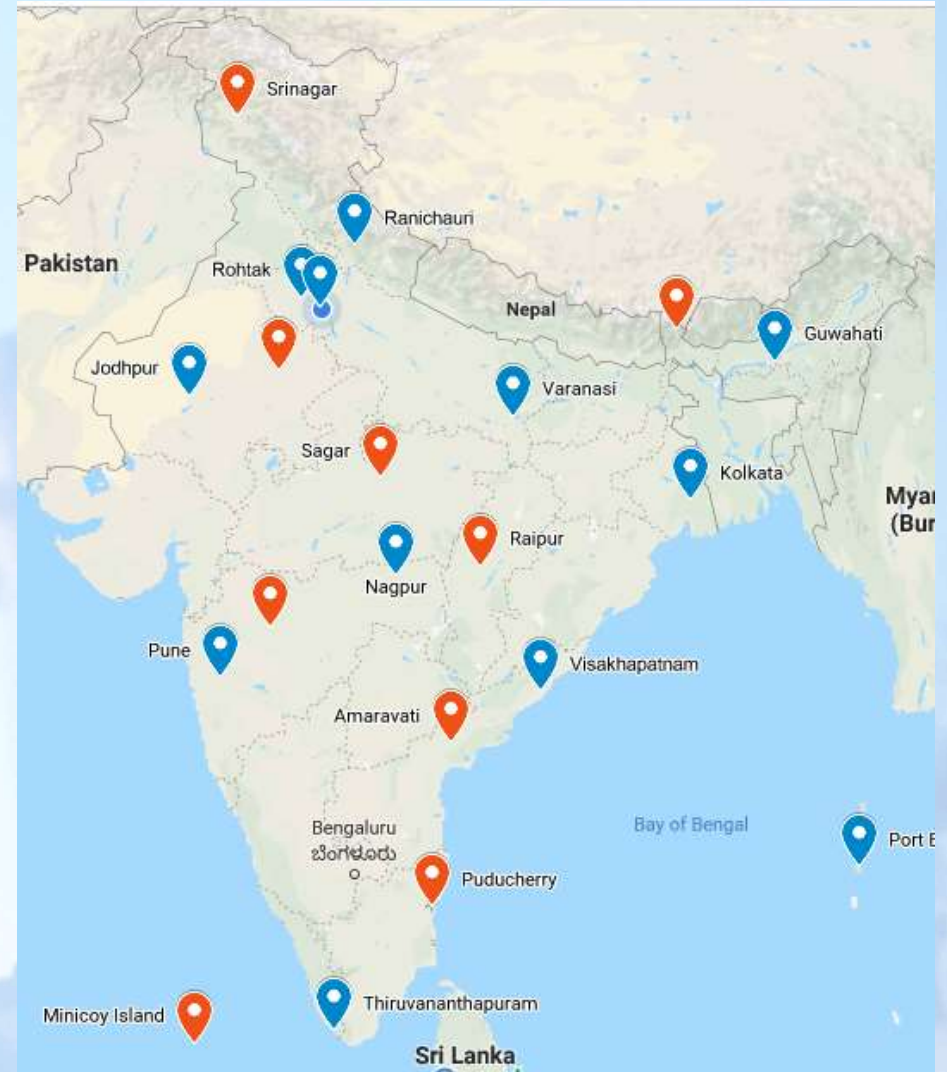 Srinagar
Ranichauri
Pakistan
Rohtak
Nepal
Guwahati
Jodhpur
Varanasi
Sagar
Kolkata
Myar
(Bur
Raipur
Nagpur
Pune
Visakhapatnam
Amaravati
Bay of Bengal
Bengaluru
ಬೆಂಗಳೂರು
Port B
Puducherry
Thiruvananthapuram
Minicoy Island
Sri Lanka